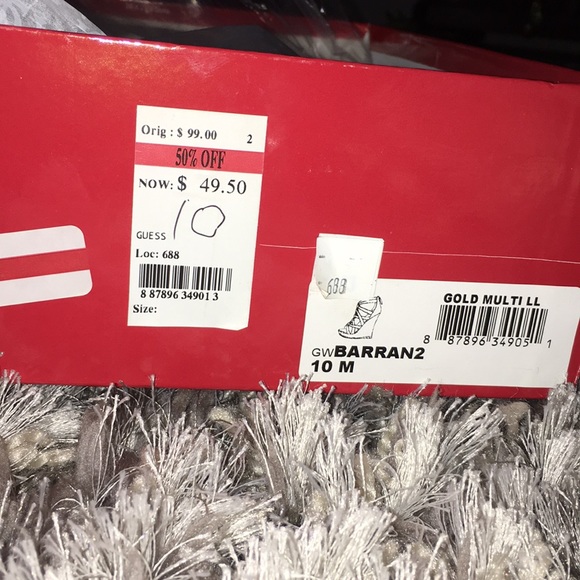 Orig : $ 99.00 2
50% OFF
NOW: $ 49.50
GUESS 10
Loc: 688
8 87896 34901 3
Size:
688
GOLD MULTI LL
8 87896 34905 1
GWBARRAN2
10 M